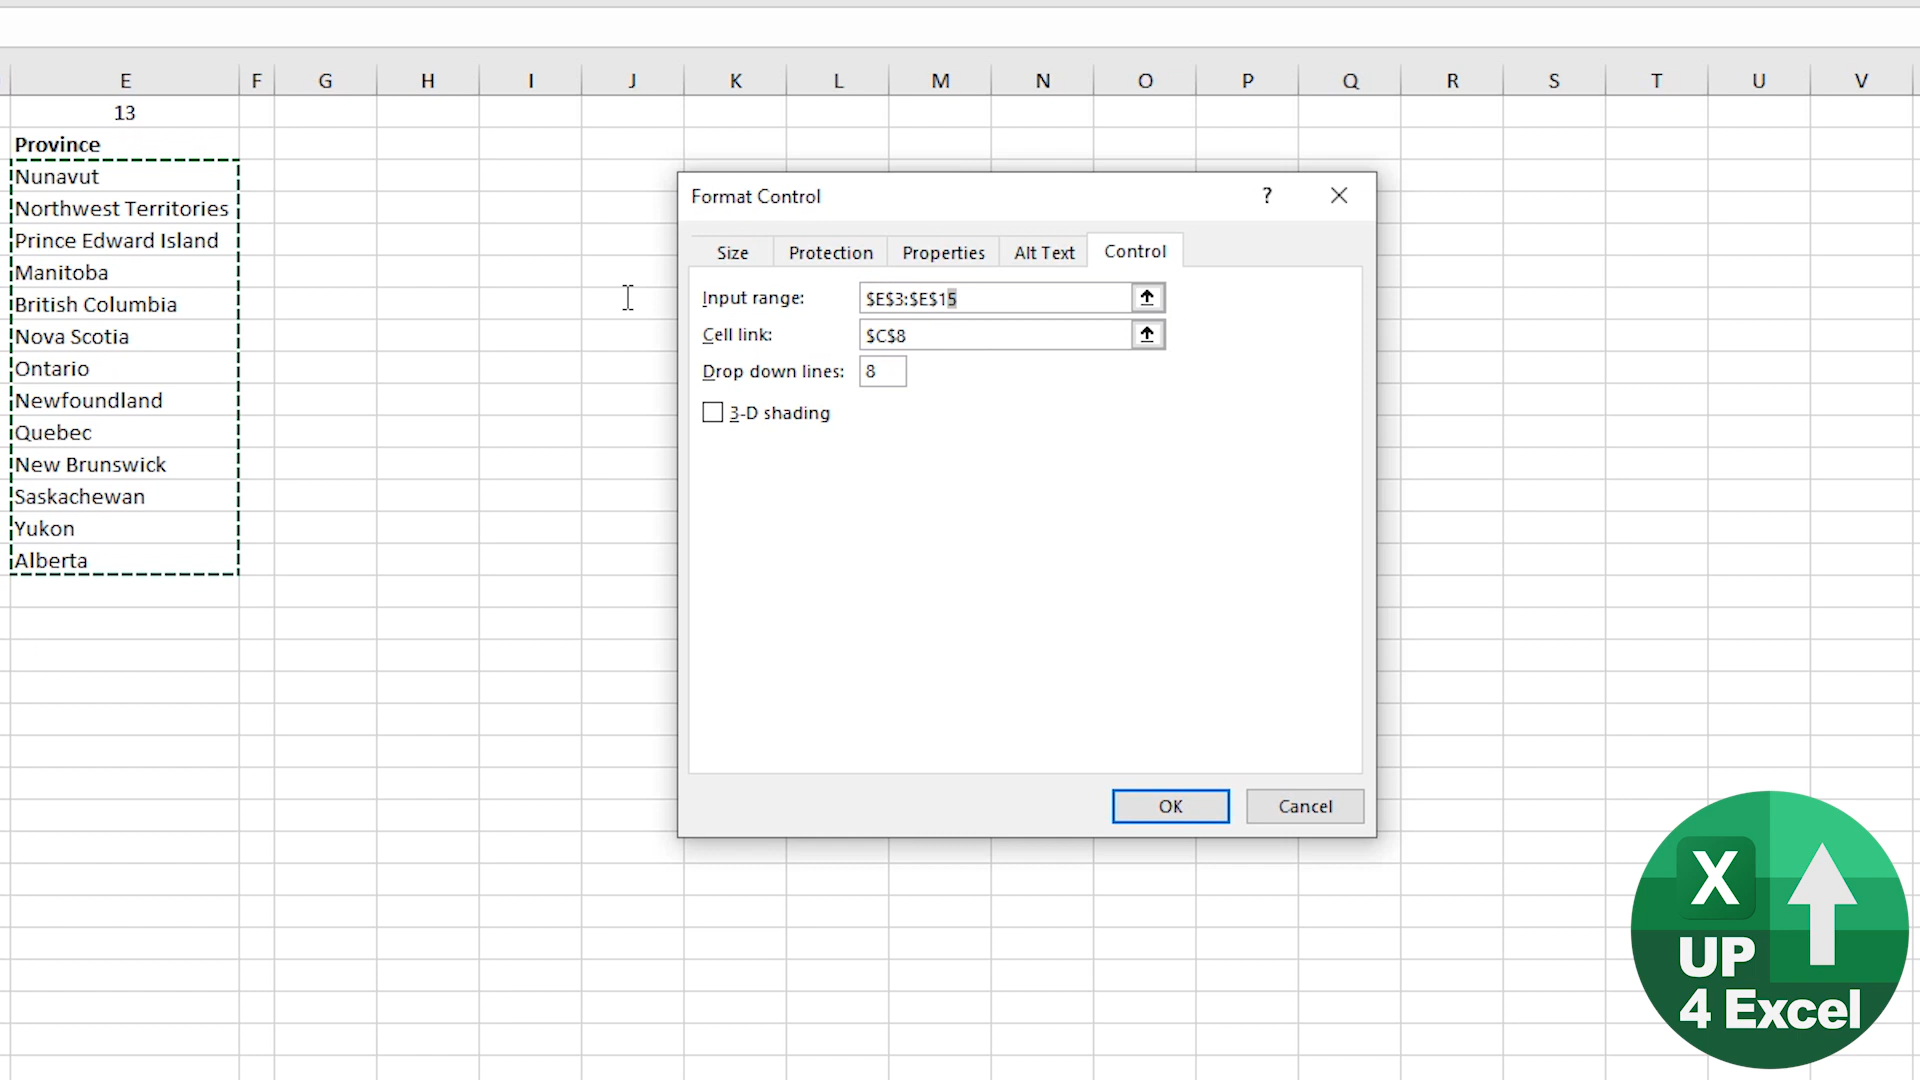 E F G H I J K L M N O P Q R S T U V
13
Province
Nunavut
Northwest Territories
Prince Edward Island
Manitoba
British Columbia
Nova Scotia
Ontario
Newfoundland
Quebec
New Brunswick
Saskachewan
Yukon
Alberta
Format Control ?
Size Protection Properties Alt Text Control
Input range: $E$3:$E$15
Cell link: $C$8
Drop down lines: 8
3-D shading
OK Cancel
X
UP
4 Excel